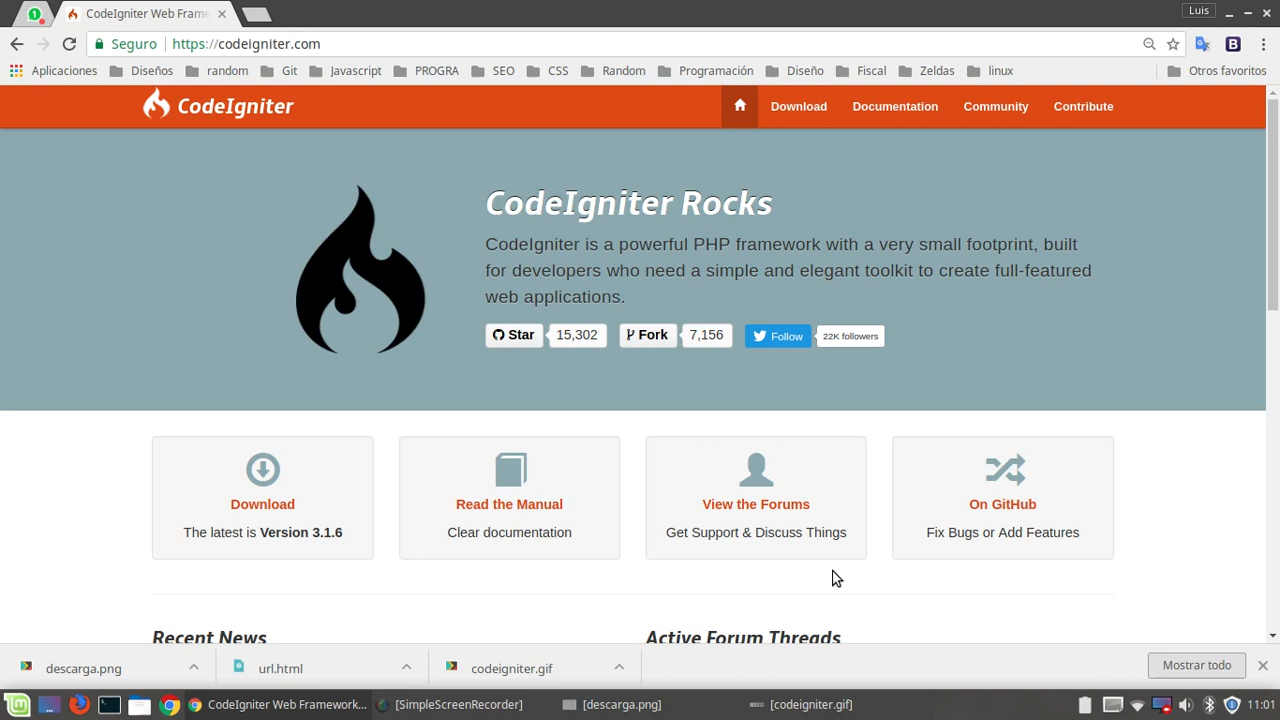 Luis
1
CodeIgniter Web Frame
Seguro https://codeigniter.com
B
Aplicaciones Diseños random Git Javascript PROGRA SEO CSS Random Programación Diseño Fiscal Zeldas linux Otros favoritos
CodeIgniter Download Documentation Community Contribute
CodeIgniter Rocks
CodeIgniter is a powerful PHP framework with a very small footprint, built
for developers who need a simple and elegant toolkit to create full-featured
web applications.
Star 15,302 Fork 7,156 Follow 22K followers
Download
The latest is Version 3.1.6
Read the Manual
Clear documentation
View the Forums
Get Support & Discuss Things
On GitHub
Fix Bugs or Add Features
Recent News
Active Forum Threads
descarga.png url.html codeigniter.gif Mostrar todo
CodeIgniter Web Framework... [SimpleScreenRecorder] [descarga.png] [codeigniter.gif] 11:01